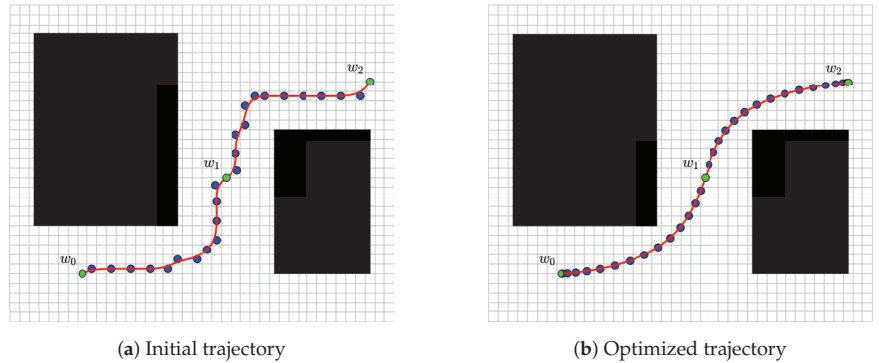 w₂
w₁
w₀
(a) Initial trajectory
w₂
w₁
w₀
(b) Optimized trajectory